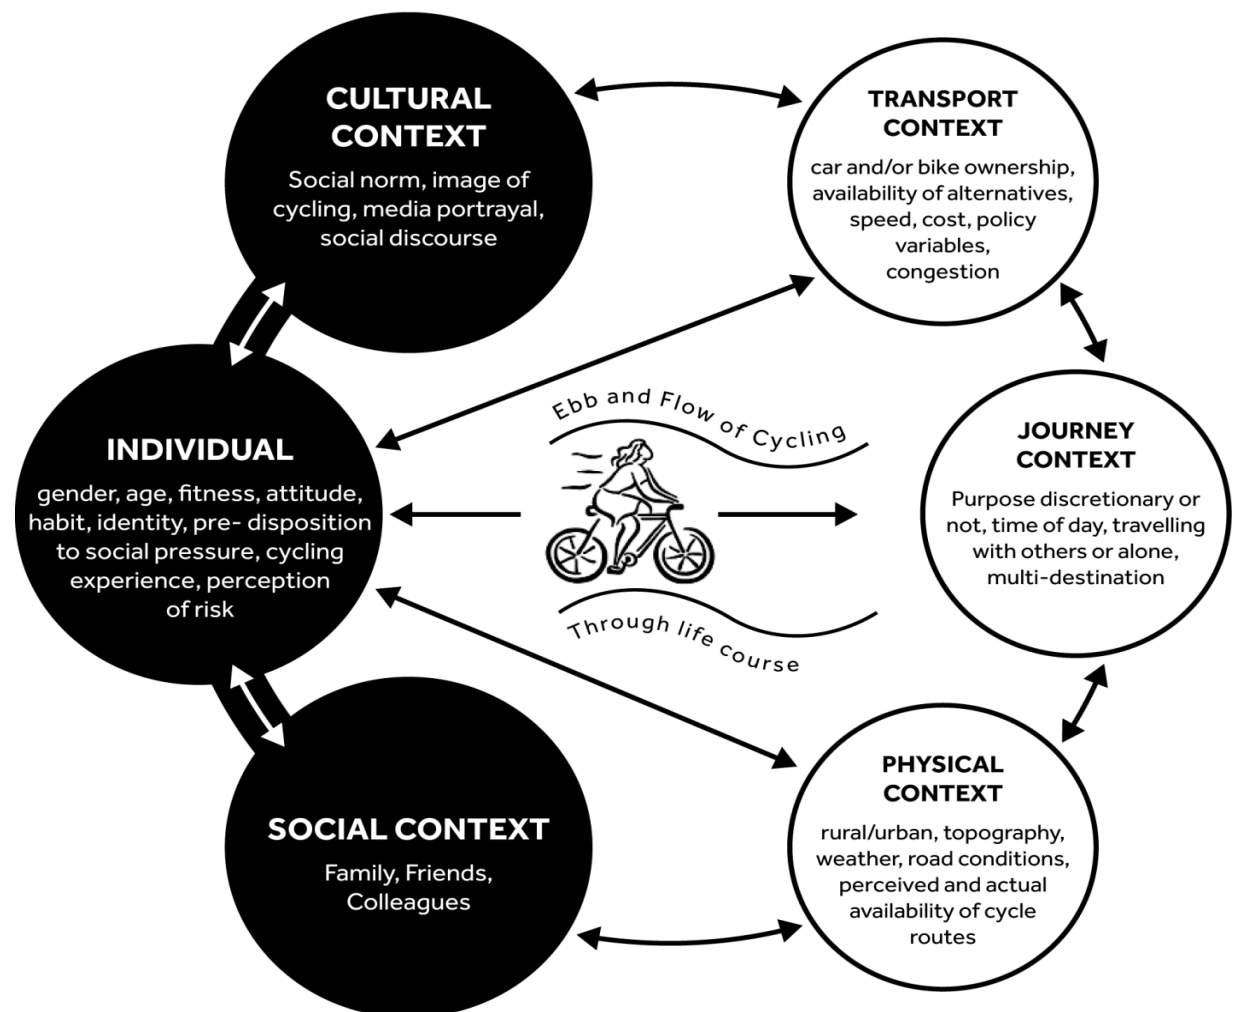 CULTURAL
CONTEXT
Social norm, image of
cycling, media portrayal,
social discourse
TRANSPORT
CONTEXT
car and/or bike ownership,
availability of alternatives,
speed, cost, policy
variables,
congestion
INDIVIDUAL
gender, age, fitness, attitude,
habit, identity, pre- disposition
to social pressure, cycling
experience, perception
of risk
Ebb and Flow of Cycling
Through life course
JOURNEY
CONTEXT
Purpose discretionary or
not, time of day, travelling
with others or alone,
multi-destination
SOCIAL CONTEXT
Family, Friends,
Colleagues
PHYSICAL
CONTEXT
rural/urban, topography,
weather, road conditions,
perceived and actual
availability of cycle
routes